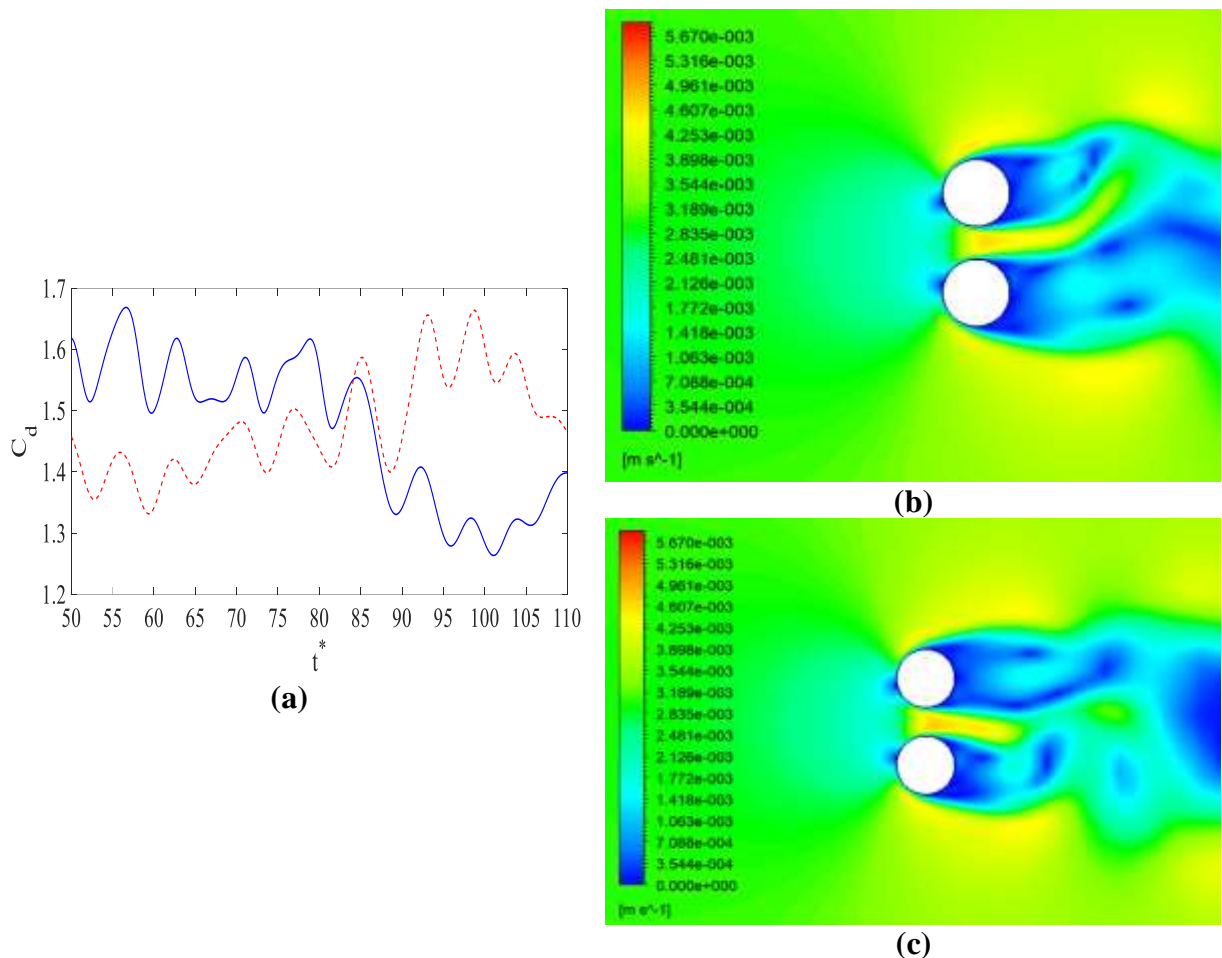 1.7
1.6
1.5
1.4
1.3
1.2
C_d
50 55 60 65 70 75 80 85 90 95 100 105 110
t*
(a)
5.670e-003
5.316e-003
4.961e-003
4.607e-003
4.253e-003
3.898e-003
3.544e-003
3.189e-003
2.835e-003
2.481e-003
2.126e-003
1.772e-003
1.418e-003
1.063e-003
7.088e-004
3.544e-004
0.000e+000
[m s^-1]
(b)
5.670e-003
5.316e-003
4.961e-003
4.607e-003
4.253e-003
3.898e-003
3.544e-003
3.189e-003
2.835e-003
2.481e-003
2.126e-003
1.772e-003
1.418e-003
1.063e-003
7.088e-004
3.544e-004
0.000e+000
[m s^-1]
(c)